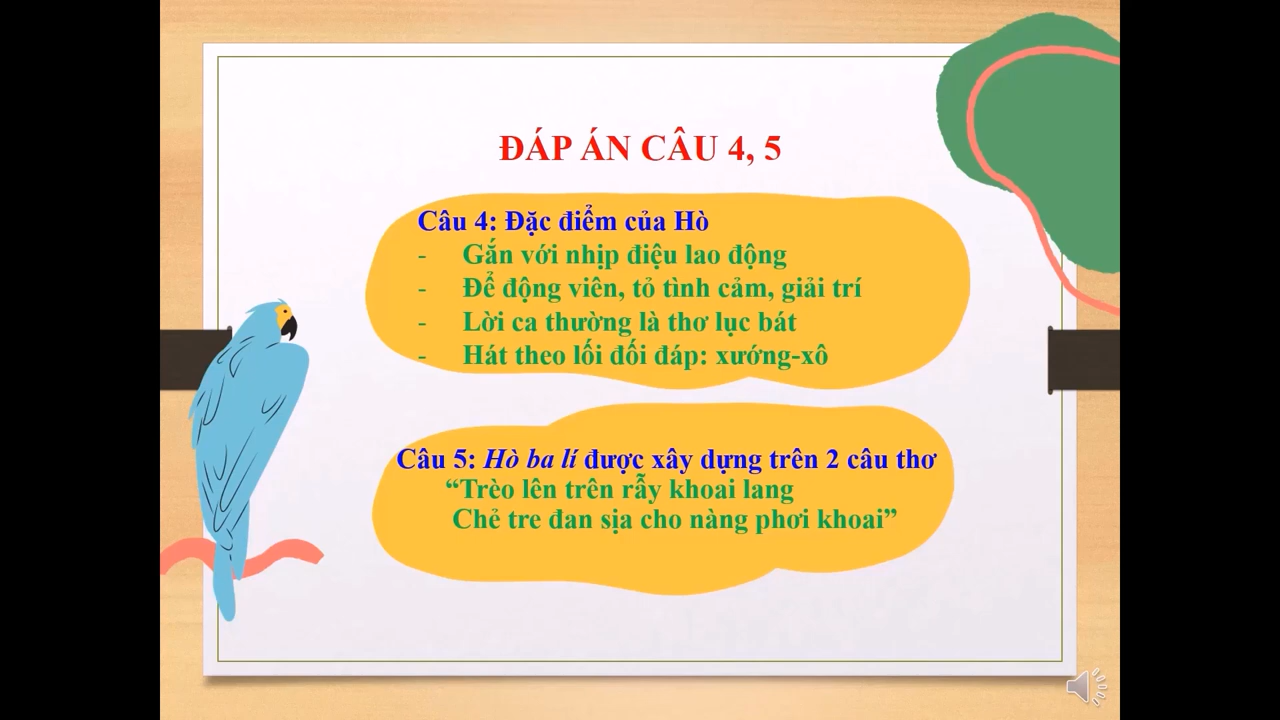 ĐÁP ÁN CÂU 4, 5
Câu 4: Đặc điểm của Hò
- Gắn với nhịp điệu lao động
- Để động viên, tỏ tình cảm, giải trí
- Lời ca thường là thơ lục bát
- Hát theo lối đối đáp: xướng-xô
Câu 5: Hò ba lí được xây dựng trên 2 câu thơ
“Trèo lên trên rẫy khoai lang
Chẻ tre đan sịa cho nàng phơi khoai”